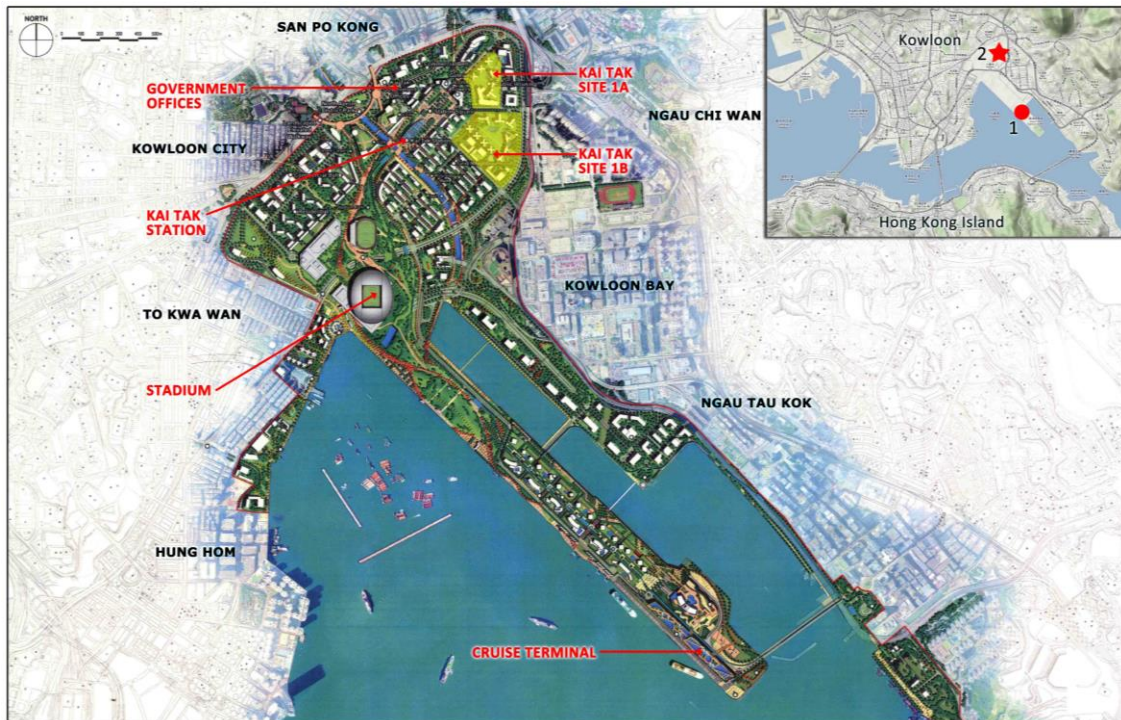 NORTH
SAN PO KONG
GOVERNMENT
OFFICES
KAI TAK
SITE 1A
NGAU CHI WAN
KOWLOON CITY
KAI TAK
SITE 1B
KAI TAK
STATION
KOWLOON BAY
TO KWA WAN
STADIUM
NGAU TAU KOK
HUNG HOM
CRUISE TERMINAL
Kowloon
2
1
Hong Kong Island